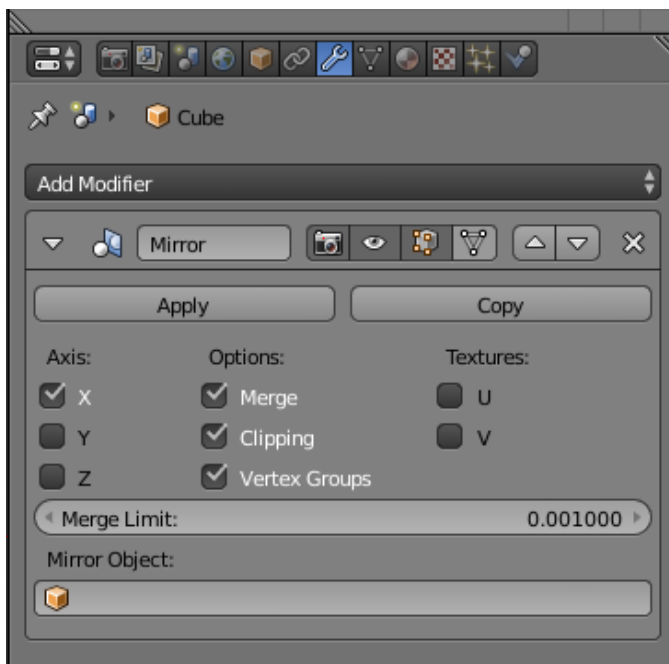 Cube
Add Modifier
Mirror
Apply Copy
Axis: Options: Textures:
X Merge U
Y Clipping V
Z Vertex Groups
Merge Limit: 0.001000
Mirror Object: